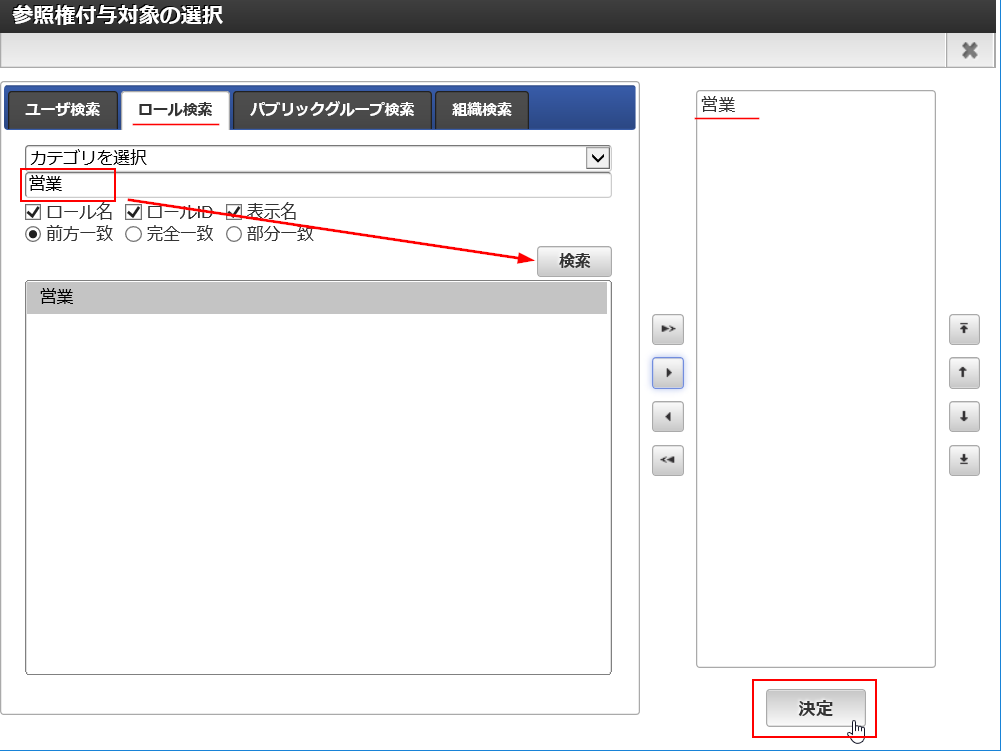 参照権付与対象の選択
ユーザ検索 ロール検索 パブリックグループ検索 組織検索
カテゴリを選択
営業
ロール名 ロールID 表示名
前方一致 完全一致 部分一致
検索
営業
営業
決定